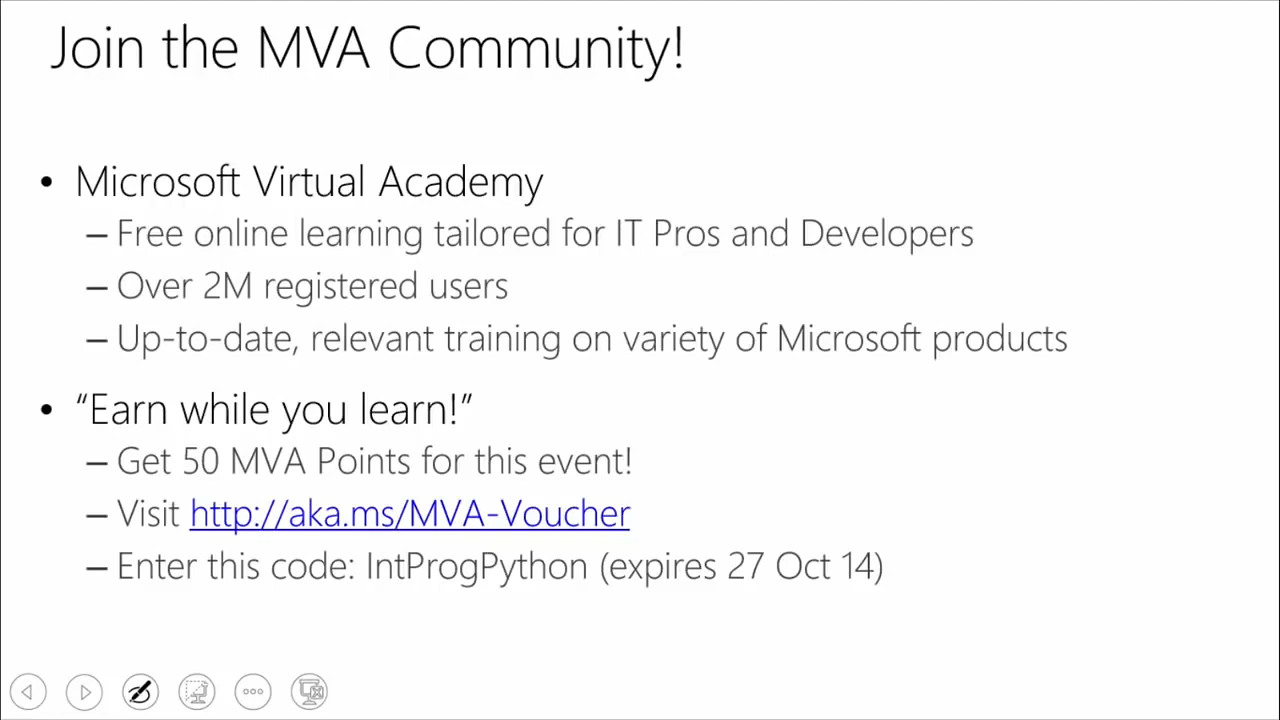 Join the MVA Community!
• Microsoft Virtual Academy
– Free online learning tailored for IT Pros and Developers
– Over 2M registered users
– Up-to-date, relevant training on variety of Microsoft products
• “Earn while you learn!”
– Get 50 MVA Points for this event!
– Visit http://aka.ms/MVA-Voucher
– Enter this code: IntProgPython (expires 27 Oct 14)